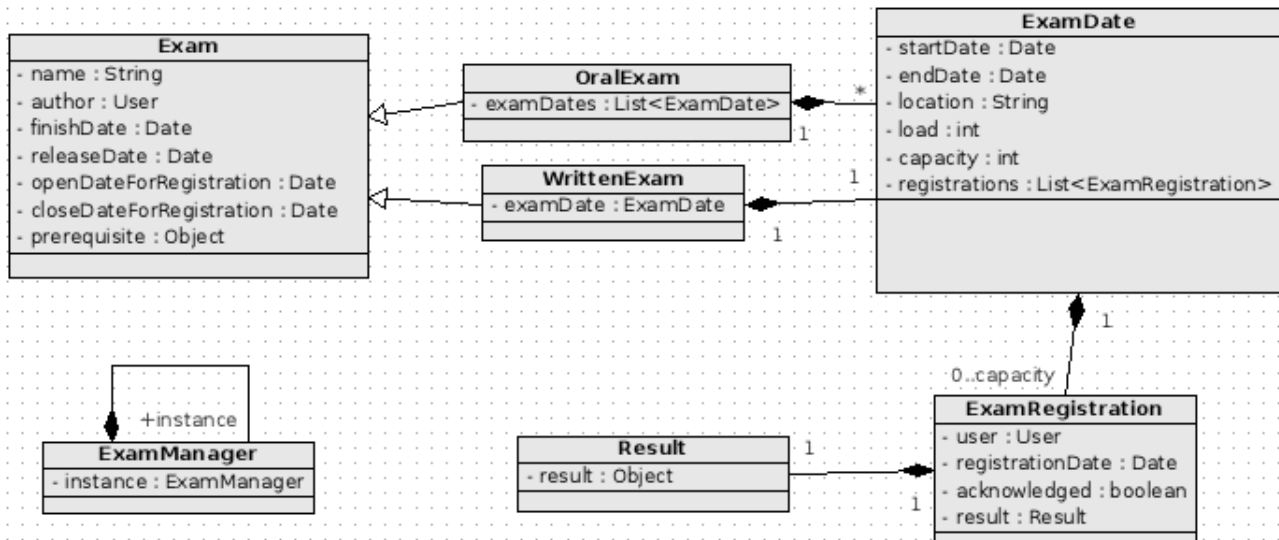 Exam
- name : String
- author : User
- finishDate : Date
- releaseDate : Date
- openDateForRegistration : Date
- closeDateForRegistration : Date
- prerequisite : Object
OralExam
- examDates : List<ExamDate>
*
1
WrittenExam
- examDate : ExamDate
1
1
ExamDate
- startDate : Date
- endDate : Date
- location : String
- load : int
- capacity : int
- registrations : List<ExamRegistration>
1
0..capacity
+instance
ExamManager
- instance : ExamManager
Result
- result : Object
1
1
ExamRegistration
- user : User
- registrationDate : Date
- acknowledged : boolean
- result : Result